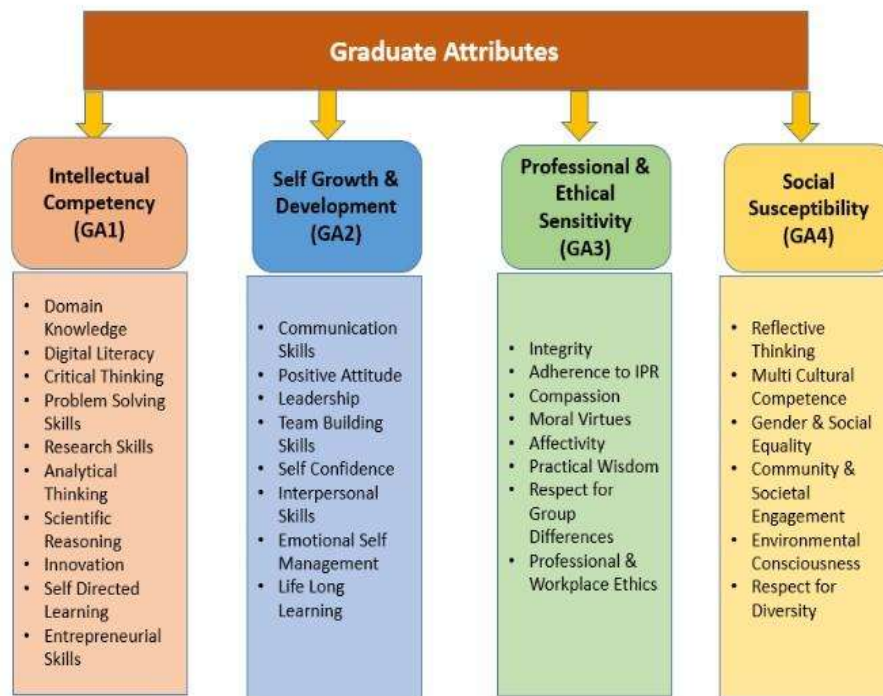 Graduate Attributes
Intellectual
Competency
(GA1)
• Domain
Knowledge
• Digital Literacy
• Critical Thinking
• Problem Solving
Skills
• Research Skills
• Analytical
Thinking
• Scientific
Reasoning
• Innovation
• Self Directed
Learning
• Entrepreneurial
Skills
Self Growth &
Development
(GA2)
• Communication
Skills
• Positive Attitude
• Leadership
• Team Building
Skills
• Self Confidence
• Interpersonal
Skills
• Emotional Self
Management
• Life Long
Learning
Professional &
Ethical
Sensitivity
(GA3)
• Integrity
• Adherence to IPR
• Compassion
• Moral Virtues
• Affectivity
• Practical Wisdom
• Respect for
Group
Differences
• Professional &
Workplace Ethics
Social
Susceptibility
(GA4)
• Reflective
Thinking
• Multi Cultural
Competence
• Gender & Social
Equality
• Community &
Societal
Engagement
• Environmental
Consciousness
• Respect for
Diversity